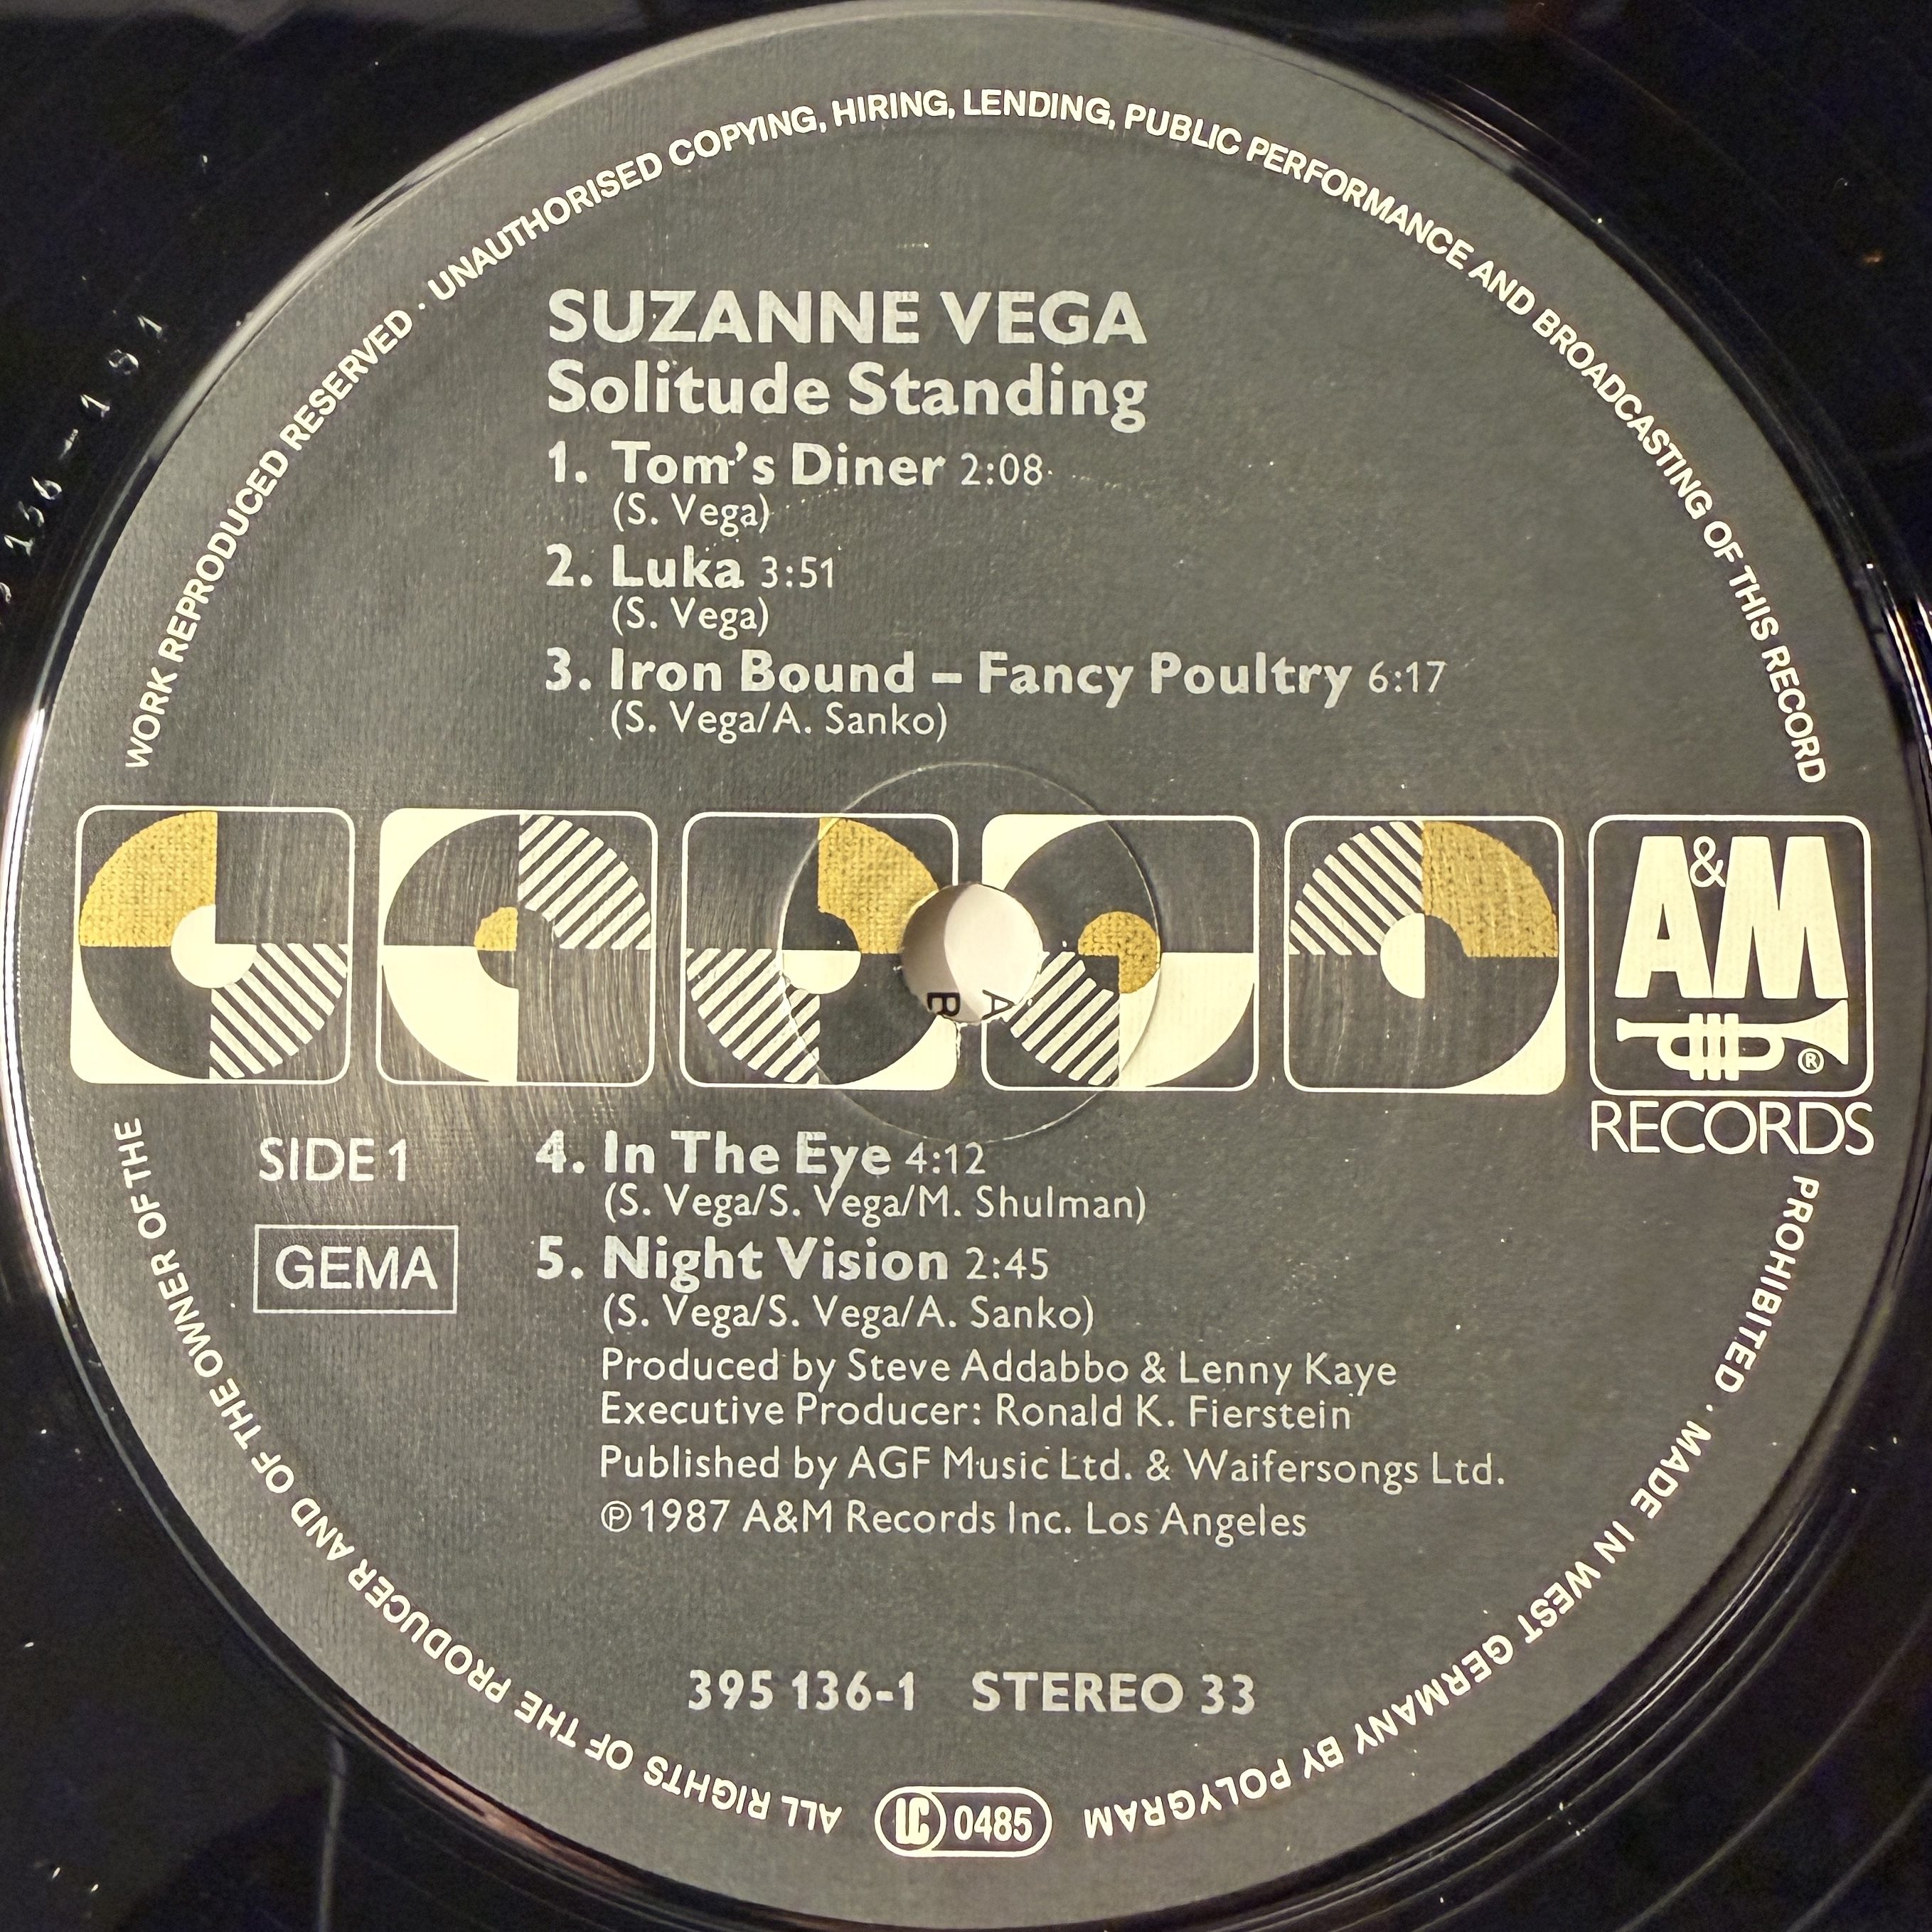 WORK REPRODUCED RESERVED · UNAUTHORISED COPYING, HIRING, LENDING, PUBLIC PERFORMANCE AND BROADCASTING OF THIS RECORD
SUZANNE VEGA
Solitude Standing
1. Tom's Diner 2:08
(S. Vega)
2. Luka 3:51
(S. Vega)
3. Iron Bound – Fancy Poultry 6:17
(S. Vega/A. Sanko)
A&M
®
RECORDS
B A
SIDE 1
GEMA
4. In The Eye 4:12
(S. Vega/S. Vega/M. Shulman)
5. Night Vision 2:45
(S. Vega/S. Vega/A. Sanko)
Produced by Steve Addabbo & Lenny Kaye
Executive Producer: Ronald K. Fierstein
Published by AGF Music Ltd. & Waifersongs Ltd.
℗ 1987 A&M Records Inc. Los Angeles
395 136-1 STEREO 33
PROHIBITED · MADE IN WEST GERMANY BY POLYGRAM
LC 0485
ALL RIGHTS OF THE PRODUCER AND OF THE OWNER OF THE